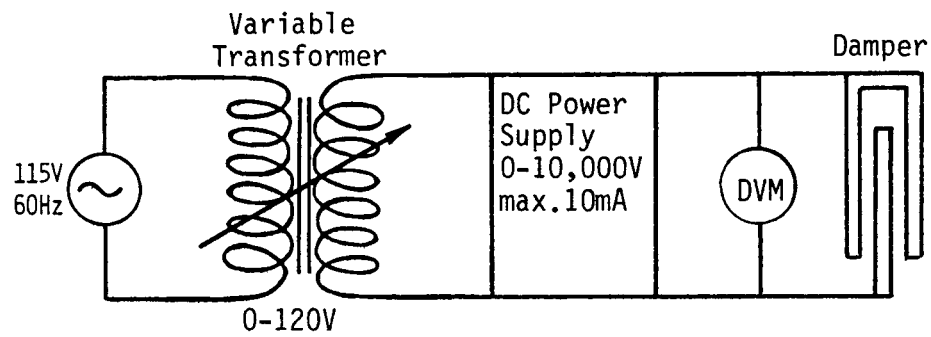 Variable
Transformer
Damper
115V
60Hz
DC Power
Supply
0-10,000V
max.10mA
DVM
0-120V